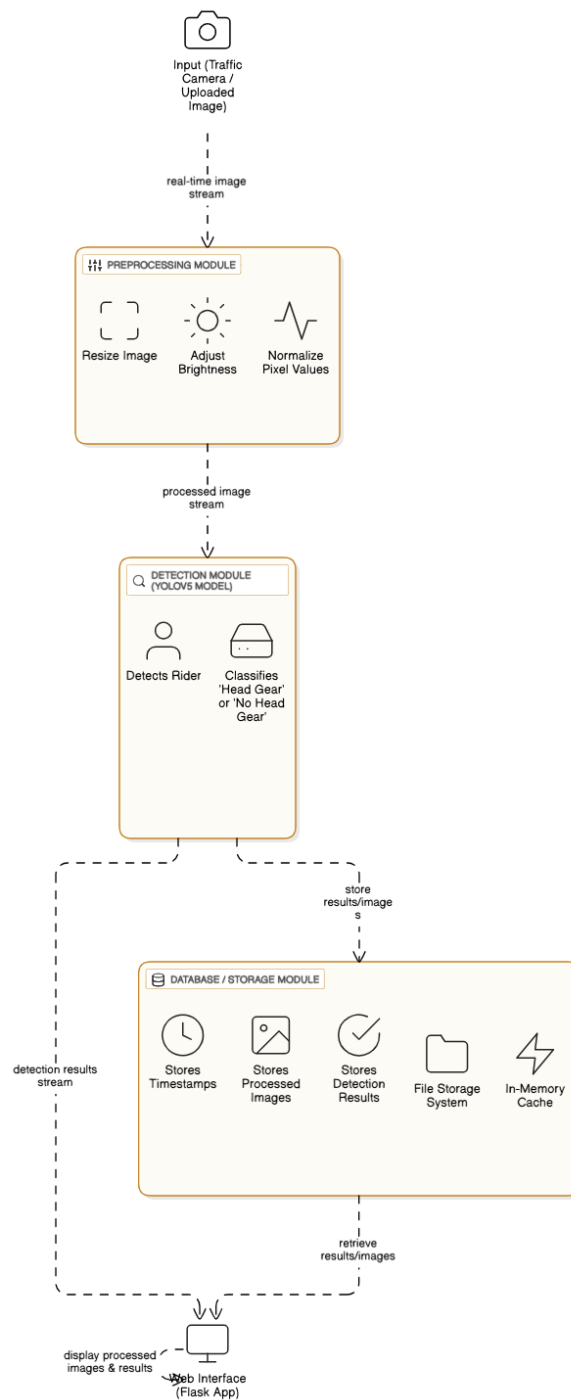 Input (Traffic
Camera /
Uploaded
Image)
real-time image
stream
PREPROCESSING MODULE
Resize Image
Adjust
Brightness
Normalize
Pixel Values
processed image
stream
DETECTION MODULE
(YOLOV5 MODEL)
Detects Rider
Classifies
'Head Gear'
or 'No Head
Gear'
store
results/image
s
DATABASE / STORAGE MODULE
Stores
Timestamps
Stores
Processed
Images
Stores
Detection
Results
File Storage
System
In-Memory
Cache
detection results
stream
retrieve
results/images
display processed
images & results
Web Interface
(Flask App)